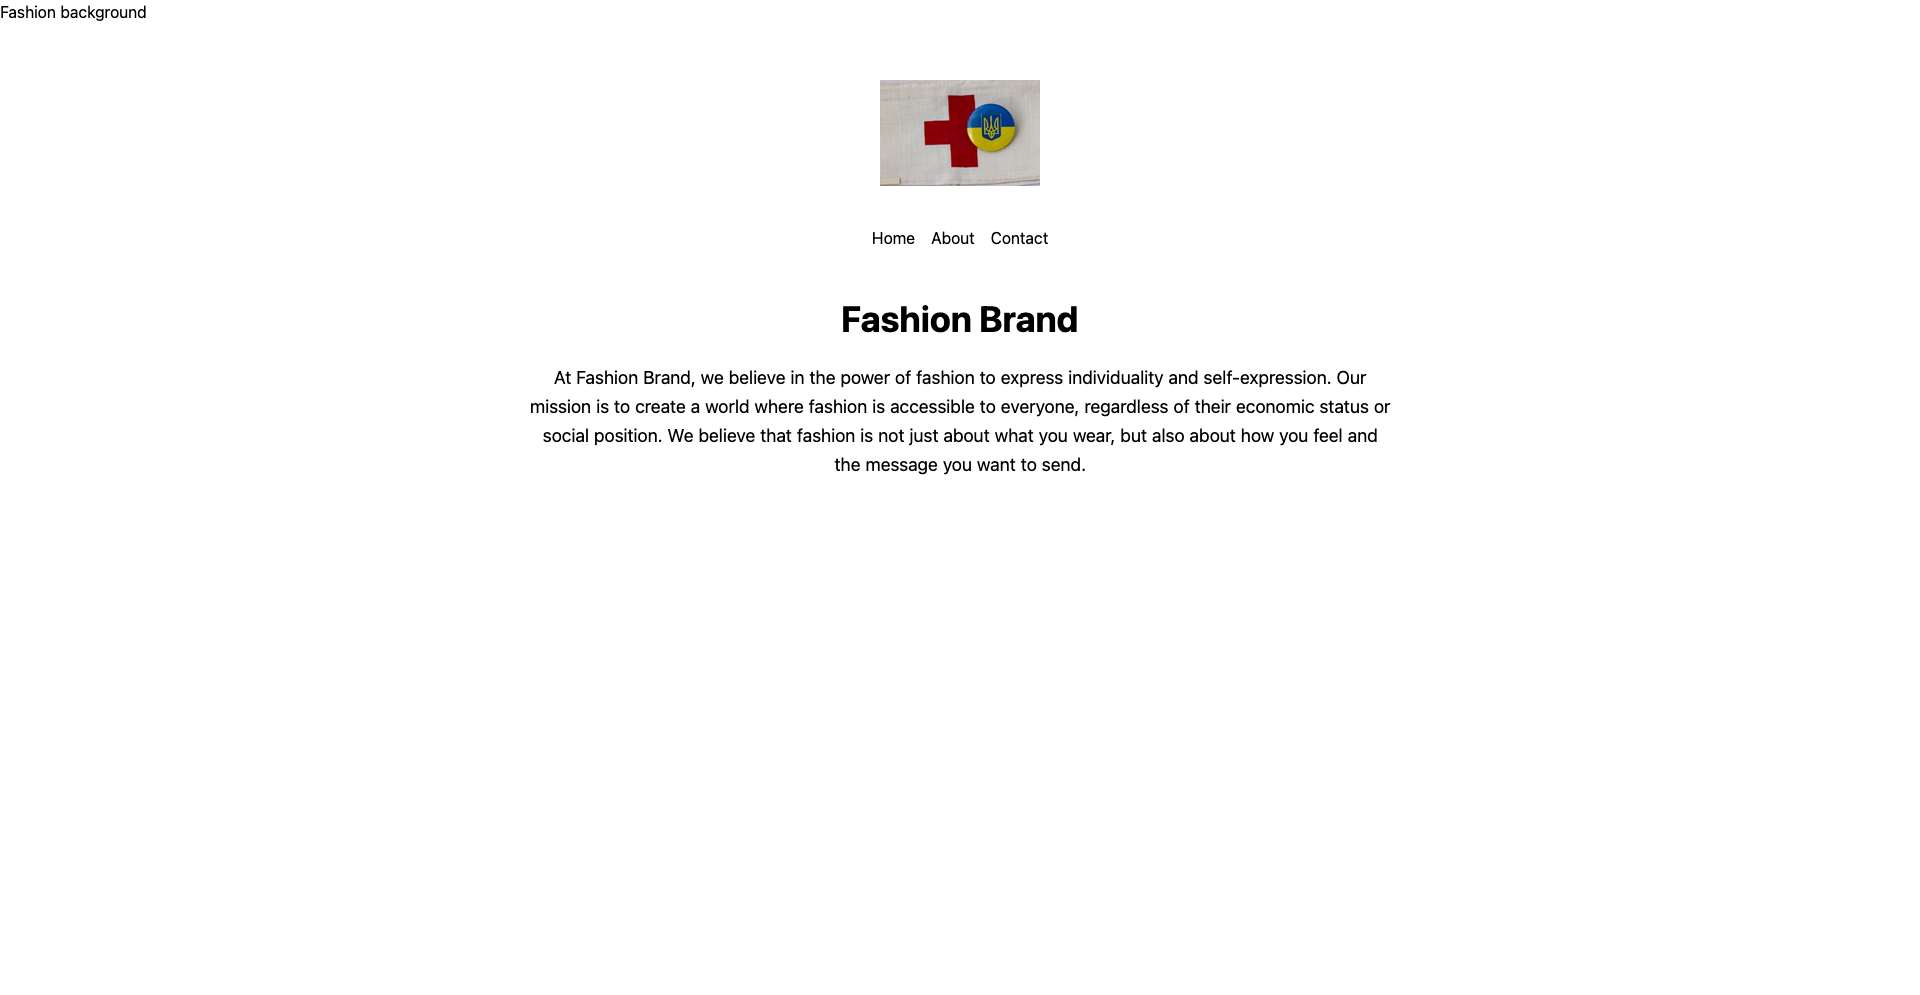 Fashion background
Home About Contact
Fashion Brand
At Fashion Brand, we believe in the power of fashion to express individuality and self-expression. Our
mission is to create a world where fashion is accessible to everyone, regardless of their economic status or
social position. We believe that fashion is not just about what you wear, but also about how you feel and
the message you want to send.